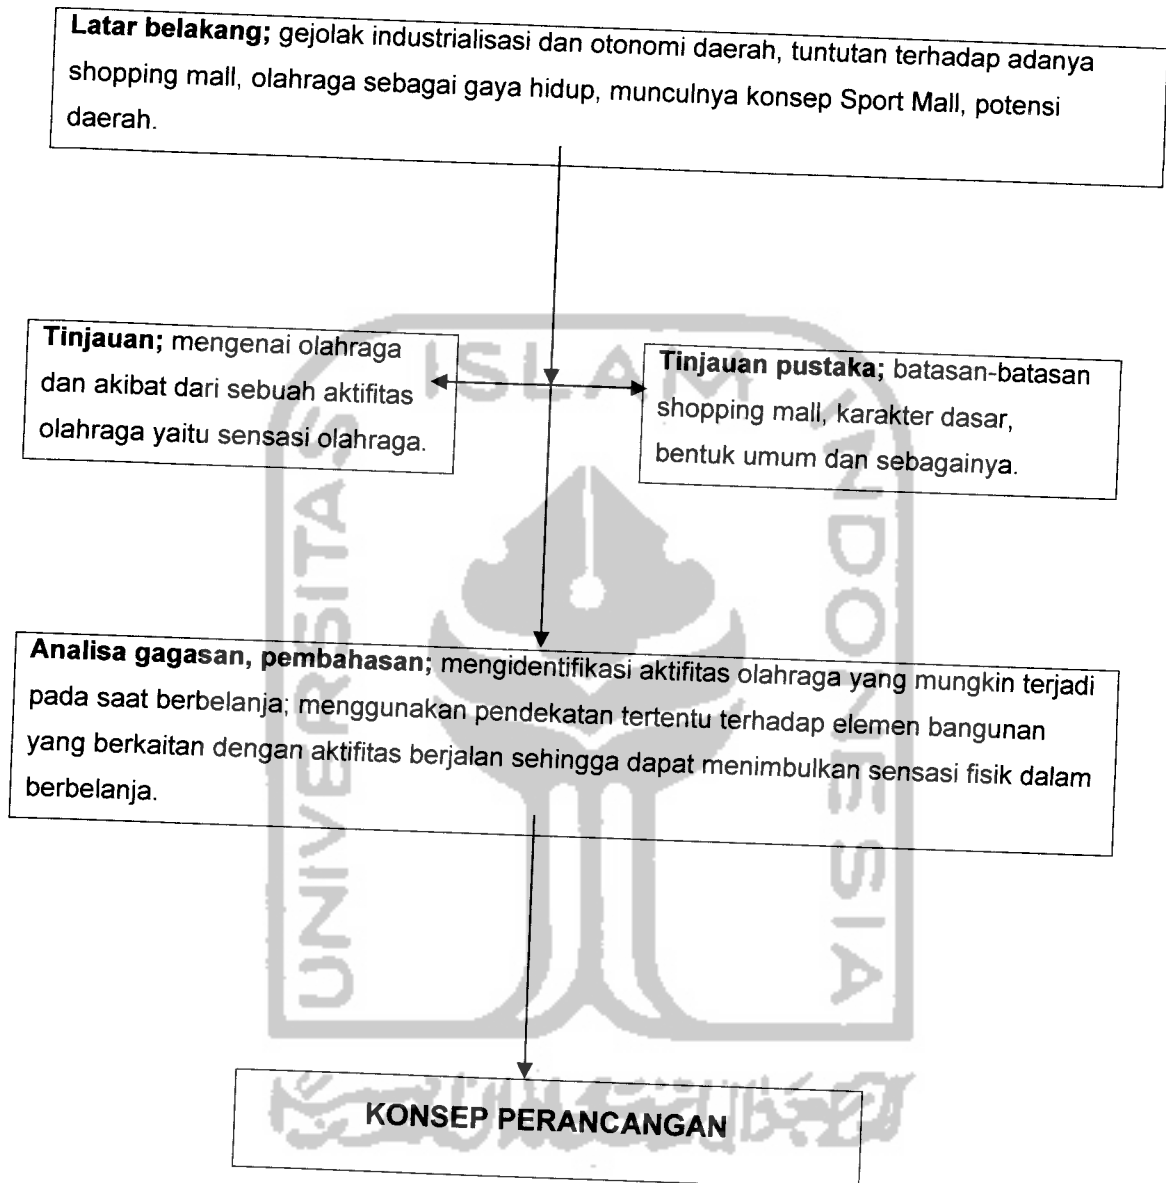 Latar belakang; gejolak industrialisasi dan otonomi daerah, tuntutan terhadap adanya
shopping mall, olahraga sebagai gaya hidup, munculnya konsep Sport Mall, potensi
daerah.
Tinjauan; mengenai olahraga
dan akibat dari sebuah aktifitas
olahraga yaitu sensasi olahraga.
Tinjauan pustaka; batasan-batasan
shopping mall, karakter dasar,
bentuk umum dan sebagainya.
Analisa gagasan, pembahasan; mengidentifikasi aktifitas olahraga yang mungkin terjadi
pada saat berbelanja; menggunakan pendekatan tertentu terhadap elemen bangunan
yang berkaitan dengan aktifitas berjalan sehingga dapat menimbulkan sensasi fisik dalam
berbelanja.
KONSEP PERANCANGAN
UNIVERSITAS
ISLAM
INDONESIA